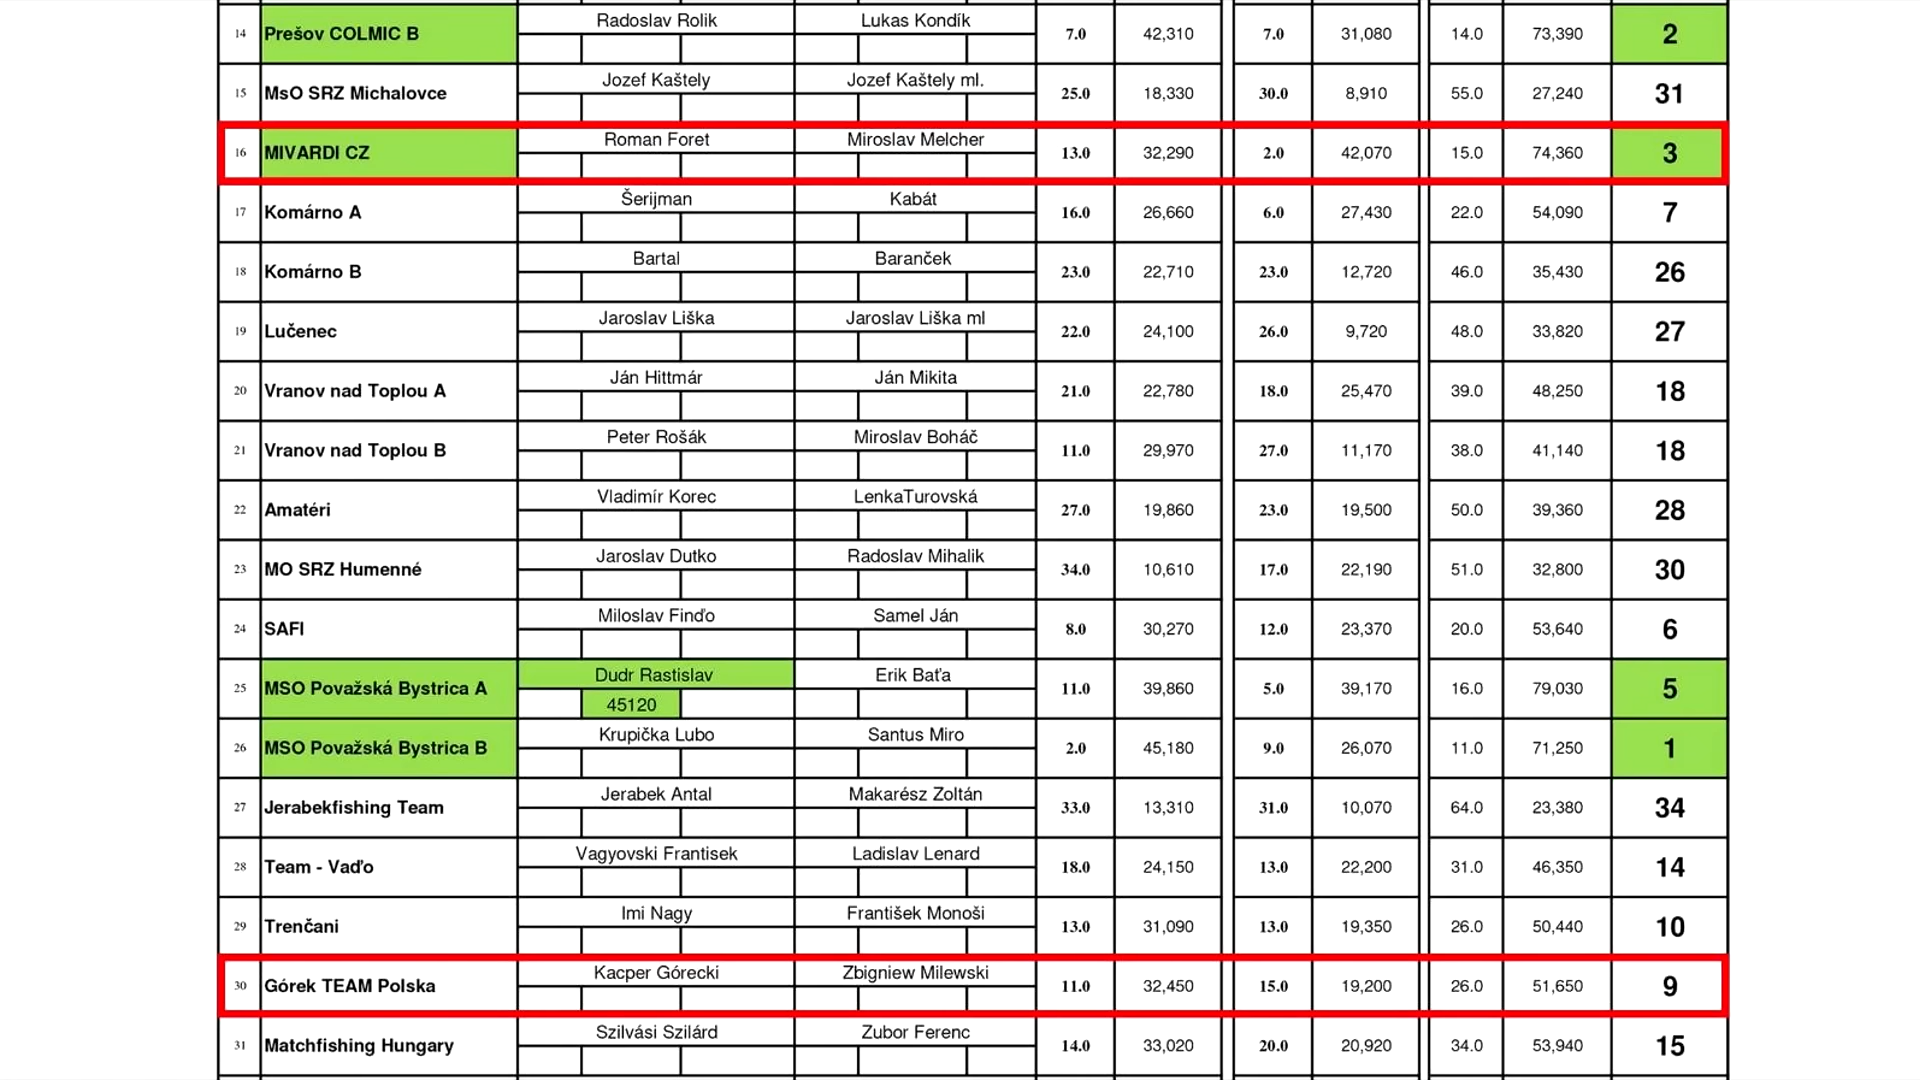 14 Prešov COLMIC B Radoslav Rolik Lukas Kondík 7.0 42,310 7.0 31,080 14.0 73,390 2
15 MsO SRZ Michalovce Jozef Kaštely Jozef Kaštely ml. 25.0 18,330 30.0 8,910 55.0 27,240 31
16 MIVARDI CZ Roman Foret Miroslav Melcher 13.0 32,290 2.0 42,070 15.0 74,360 3
17 Komárno A Šerijman Kabát 16.0 26,660 6.0 27,430 22.0 54,090 7
18 Komárno B Bartal Baranček 23.0 22,710 23.0 12,720 46.0 35,430 26
19 Lučenec Jaroslav Liška Jaroslav Liška ml 22.0 24,100 26.0 9,720 48.0 33,820 27
20 Vranov nad Toplou A Ján Hittmár Ján Mikita 21.0 22,780 18.0 25,470 39.0 48,250 18
21 Vranov nad Toplou B Peter Rošák Miroslav Boháč 11.0 29,970 27.0 11,170 38.0 41,140 18
22 Amatéri Vladimír Korec LenkaTurovská 27.0 19,860 23.0 19,500 50.0 39,360 28
23 MO SRZ Humenné Jaroslav Dutko Radoslav Mihalik 34.0 10,610 17.0 22,190 51.0 32,800 30
24 SAFI Miloslav Finďo Samel Ján 8.0 30,270 12.0 23,370 20.0 53,640 6
25 MSO Považská Bystrica A Dudr Rastislav Erik Baťa 11.0 39,860 5.0 39,170 16.0 79,030 5
45120
26 MSO Považská Bystrica B Krupička Lubo Santus Miro 2.0 45,180 9.0 26,070 11.0 71,250 1
27 Jerabekfishing Team Jerabek Antal Makarész Zoltán 33.0 13,310 31.0 10,070 64.0 23,380 34
28 Team - Vaďo Vagyovski Frantisek Ladislav Lenard 18.0 24,150 13.0 22,200 31.0 46,350 14
29 Trenčani Imi Nagy František Monoši 13.0 31,090 13.0 19,350 26.0 50,440 10
30 Górek TEAM Polska Kacper Górecki Zbigniew Milewski 11.0 32,450 15.0 19,200 26.0 51,650 9
31 Matchfishing Hungary Szilvási Szilárd Zubor Ferenc 14.0 33,020 20.0 20,920 34.0 53,940 15